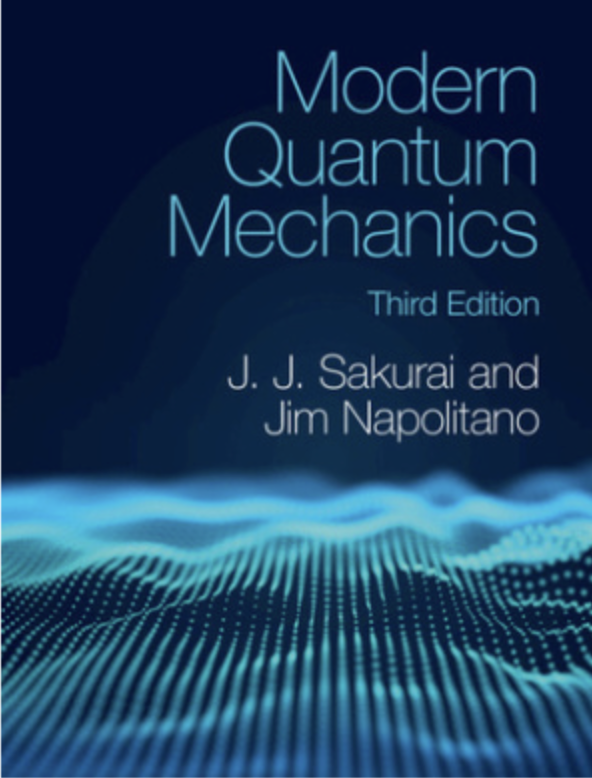 Modern
Quantum
Mechanics
Third Edition
J. J. Sakurai and
Jim Napolitano